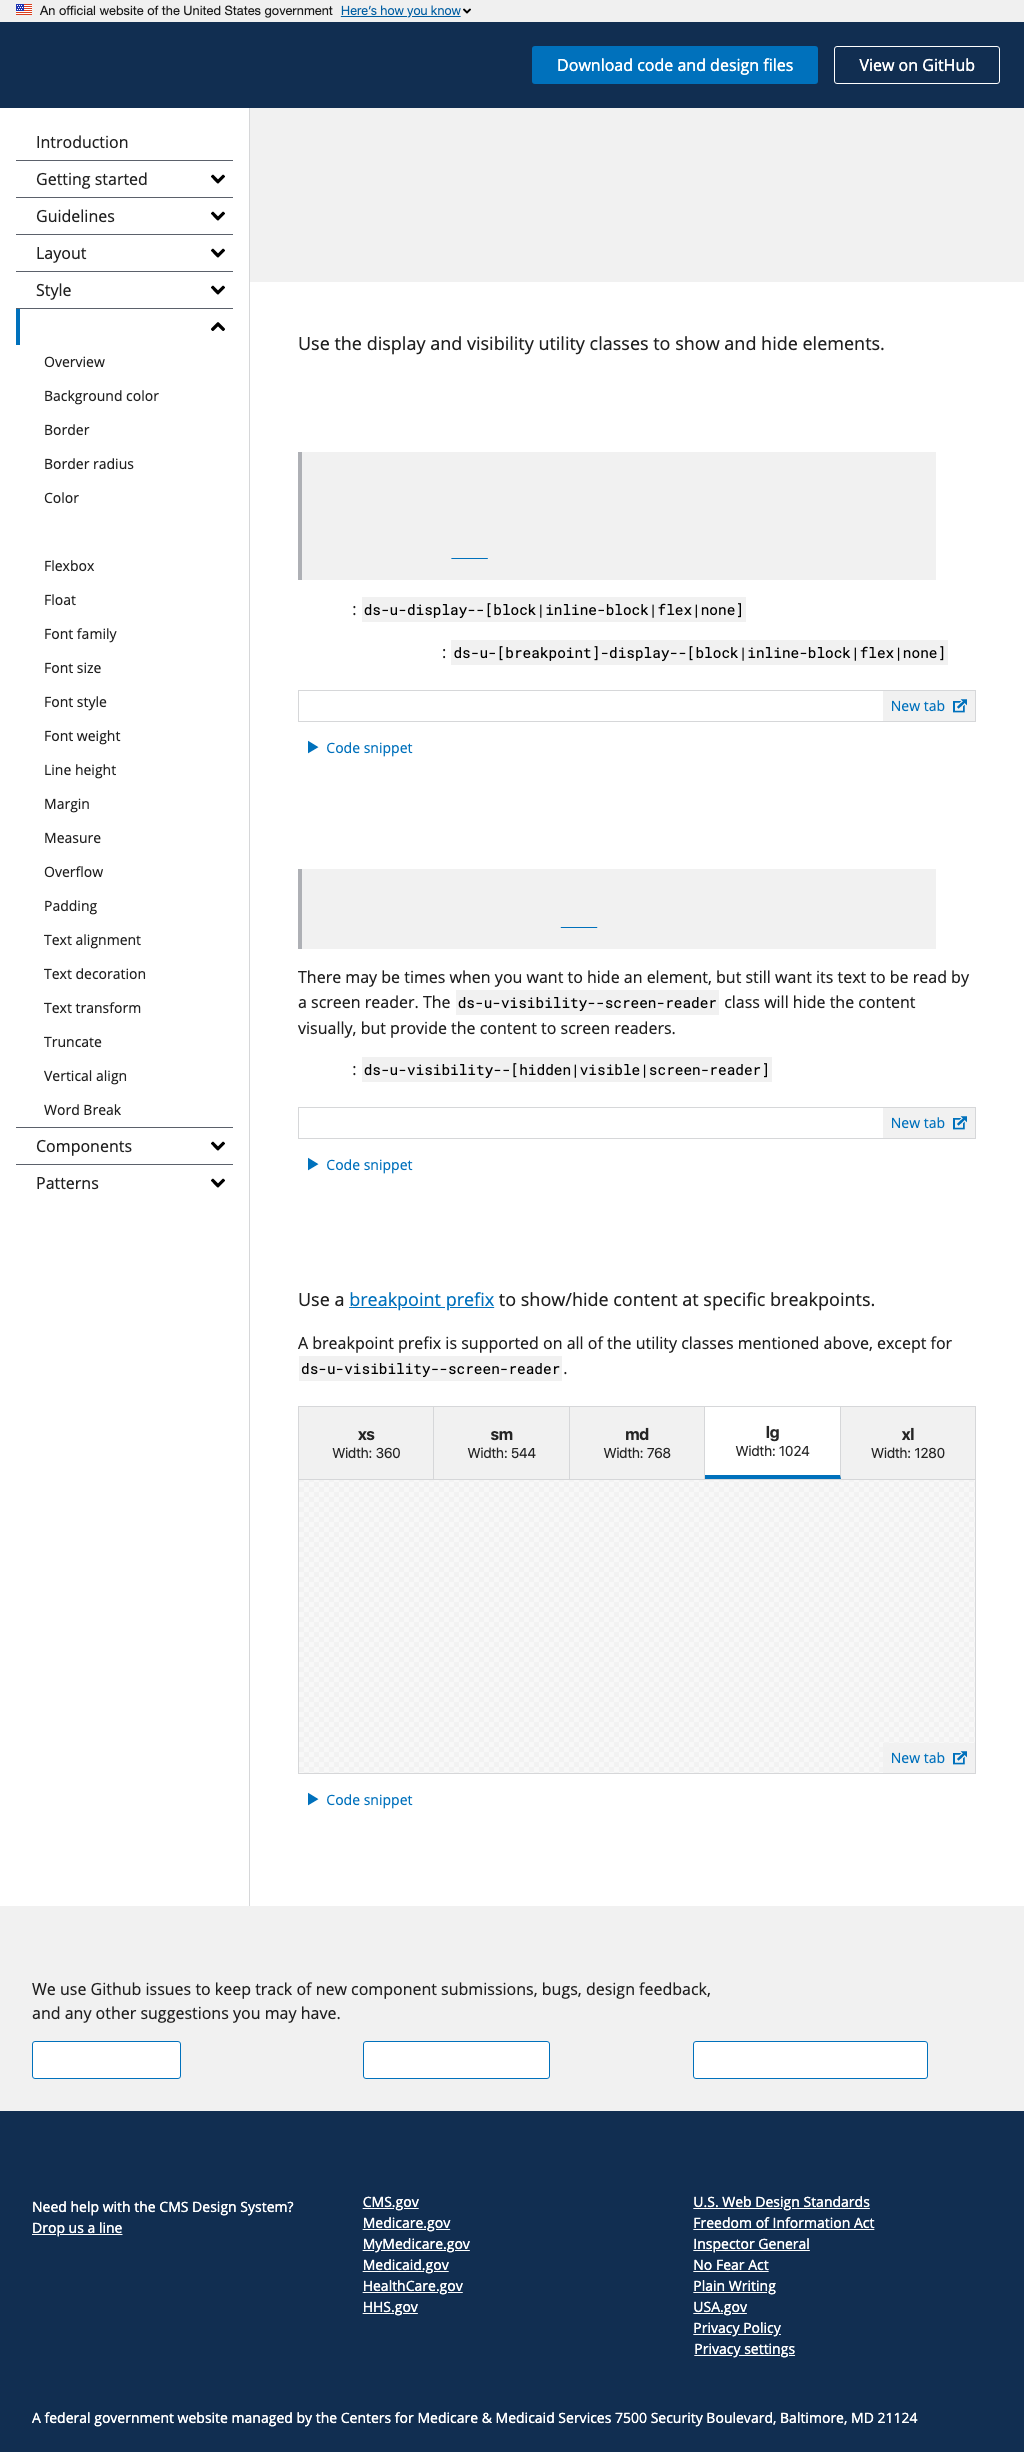 An official website of the United States government Here's how you know
Download code and design files
View on GitHub
Introduction
Getting started
Guidelines
Layout
Style
Overview
Background color
Border
Border radius
Color
Flexbox
Float
Font family
Font size
Font style
Font weight
Line height
Margin
Measure
Overflow
Padding
Text alignment
Text decoration
Text transform
Truncate
Vertical align
Word Break
Components
Patterns
Use the display and visibility utility classes to show and hide elements.
: ds-u-display--[block|inline-block|flex|none]
: ds-u-[breakpoint]-display--[block|inline-block|flex|none]
New tab
Code snippet
There may be times when you want to hide an element, but still want its text to be read by
a screen reader. The ds-u-visibility--screen-reader class will hide the content
visually, but provide the content to screen readers.
: ds-u-visibility--[hidden|visible|screen-reader]
New tab
Code snippet
Use a breakpoint prefix to show/hide content at specific breakpoints.
A breakpoint prefix is supported on all of the utility classes mentioned above, except for
ds-u-visibility--screen-reader.
xs
Width: 360
sm
Width: 544
md
Width: 768
lg
Width: 1024
xl
Width: 1280
New tab
Code snippet
We use Github issues to keep track of new component submissions, bugs, design feedback,
and any other suggestions you may have.
Need help with the CMS Design System?
Drop us a line
CMS.gov
Medicare.gov
MyMedicare.gov
Medicaid.gov
HealthCare.gov
HHS.gov
U.S. Web Design Standards
Freedom of Information Act
Inspector General
No Fear Act
Plain Writing
USA.gov
Privacy Policy
Privacy settings
A federal government website managed by the Centers for Medicare & Medicaid Services 7500 Security Boulevard, Baltimore, MD 21124